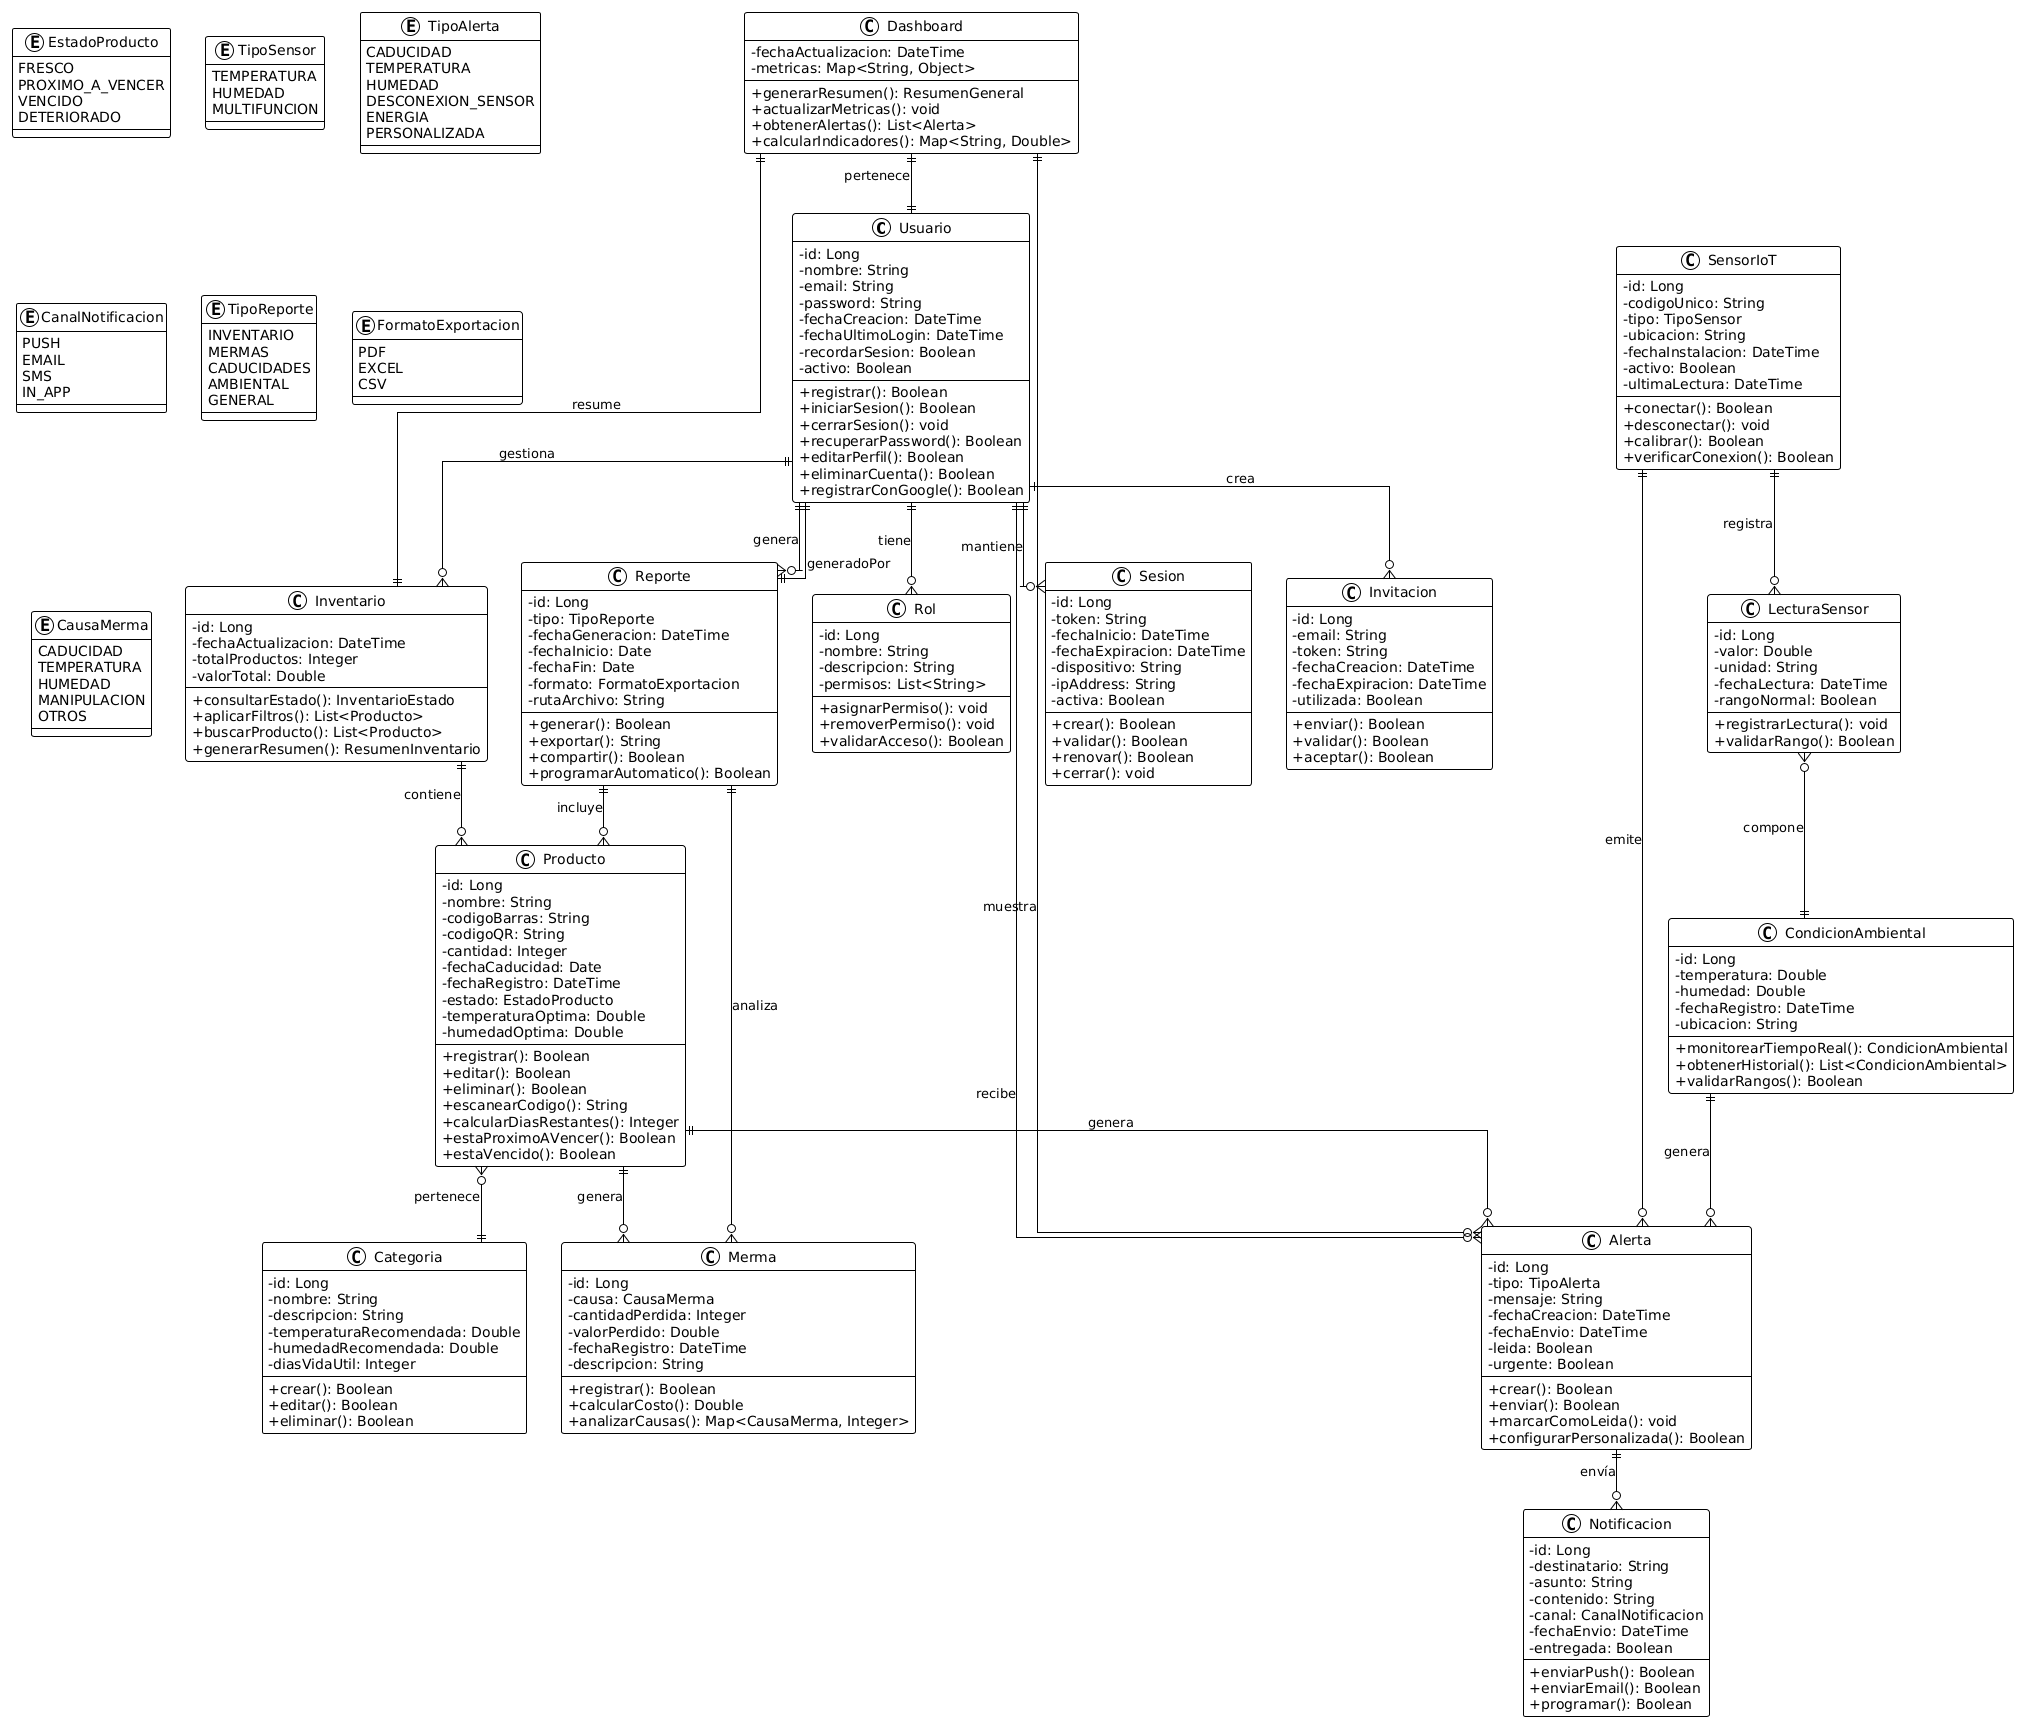 EstadoProducto
FRESCO
PROXIMO_A_VENCER
VENCIDO
DETERIORADO
TipoSensor
TEMPERATURA
HUMEDAD
MULTIFUNCION
TipoAlerta
CADUCIDAD
TEMPERATURA
HUMEDAD
DESCONEXION_SENSOR
ENERGIA
PERSONALIZADA
Dashboard
-fechaActualizacion: DateTime
-metricas: Map<String, Object>
+generarResumen(): ResumenGeneral
+actualizarMetricas(): void
+obtenerAlertas(): List<Alerta>
+calcularIndicadores(): Map<String, Double>
pertenece
Usuario
-id: Long
-nombre: String
-email: String
-password: String
-fechaCreacion: DateTime
-fechaUltimoLogin: DateTime
-recordarSesion: Boolean
-activo: Boolean
+registrar(): Boolean
+iniciarSesion(): Boolean
+cerrarSesion(): void
+recuperarPassword(): Boolean
+editarPerfil(): Boolean
+eliminarCuenta(): Boolean
+registrarConGoogle(): Boolean
SensorIoT
-id: Long
-codigoUnico: String
-tipo: TipoSensor
-ubicacion: String
-fechaInstalacion: DateTime
-activo: Boolean
-ultimaLectura: DateTime
+conectar(): Boolean
+desconectar(): void
+calibrar(): Boolean
+verificarConexion(): Boolean
CanalNotificacion
PUSH
EMAIL
SMS
IN_APP
TipoReporte
INVENTARIO
MERMAS
CADUCIDADES
AMBIENTAL
GENERAL
FormatoExportacion
PDF
EXCEL
CSV
resume
gestiona
crea
genera
generadoPor
tiene
mantiene
registra
CausaMerma
CADUCIDAD
TEMPERATURA
HUMEDAD
MANIPULACION
OTROS
Inventario
-id: Long
-fechaActualizacion: DateTime
-totalProductos: Integer
-valorTotal: Double
+consultarEstado(): InventarioEstado
+aplicarFiltros(): List<Producto>
+buscarProducto(): List<Producto>
+generarResumen(): ResumenInventario
Reporte
-id: Long
-tipo: TipoReporte
-fechaGeneracion: DateTime
-fechaInicio: Date
-fechaFin: Date
-formato: FormatoExportacion
-rutaArchivo: String
+generar(): Boolean
+exportar(): String
+compartir(): Boolean
+programarAutomatico(): Boolean
Rol
-id: Long
-nombre: String
-descripcion: String
-permisos: List<String>
+asignarPermiso(): void
+removerPermiso(): void
+validarAcceso(): Boolean
Sesion
-id: Long
-token: String
-fechaInicio: DateTime
-fechaExpiracion: DateTime
-dispositivo: String
-ipAddress: String
-activa: Boolean
+crear(): Boolean
+validar(): Boolean
+renovar(): Boolean
+cerrar(): void
Invitacion
-id: Long
-email: String
-token: String
-fechaCreacion: DateTime
-fechaExpiracion: DateTime
-utilizada: Boolean
+enviar(): Boolean
+validar(): Boolean
+aceptar(): Boolean
LecturaSensor
-id: Long
-valor: Double
-unidad: String
-fechaLectura: DateTime
-rangoNormal: Boolean
+registrarLectura(): void
+validarRango(): Boolean
contiene
incluye
compone
emite
muestra
analiza
recibe
Producto
-id: Long
-nombre: String
-codigoBarras: String
-codigoQR: String
-cantidad: Integer
-fechaCaducidad: Date
-fechaRegistro: DateTime
-estado: EstadoProducto
-temperaturaOptima: Double
-humedadOptima: Double
+registrar(): Boolean
+editar(): Boolean
+eliminar(): Boolean
+escanearCodigo(): String
+calcularDiasRestantes(): Integer
+estaProximoAVencer(): Boolean
+estaVencido(): Boolean
CondicionAmbiental
-id: Long
-temperatura: Double
-humedad: Double
-fechaRegistro: DateTime
-ubicacion: String
+monitorearTiempoReal(): CondicionAmbiental
+obtenerHistorial(): List<CondicionAmbiental>
+validarRangos(): Boolean
genera
genera
pertenece
genera
Categoria
-id: Long
-nombre: String
-descripcion: String
-temperaturaRecomendada: Double
-humedadRecomendada: Double
-diasVidaUtil: Integer
+crear(): Boolean
+editar(): Boolean
+eliminar(): Boolean
Merma
-id: Long
-causa: CausaMerma
-cantidadPerdida: Integer
-valorPerdido: Double
-fechaRegistro: DateTime
-descripcion: String
+registrar(): Boolean
+calcularCosto(): Double
+analizarCausas(): Map<CausaMerma, Integer>
Alerta
-id: Long
-tipo: TipoAlerta
-mensaje: String
-fechaCreacion: DateTime
-fechaEnvio: DateTime
-leida: Boolean
-urgente: Boolean
+crear(): Boolean
+enviar(): Boolean
+marcarComoLeida(): void
+configurarPersonalizada(): Boolean
envía
Notificacion
-id: Long
-destinatario: String
-asunto: String
-contenido: String
-canal: CanalNotificacion
-fechaEnvio: DateTime
-entregada: Boolean
+enviarPush(): Boolean
+enviarEmail(): Boolean
+programar(): Boolean